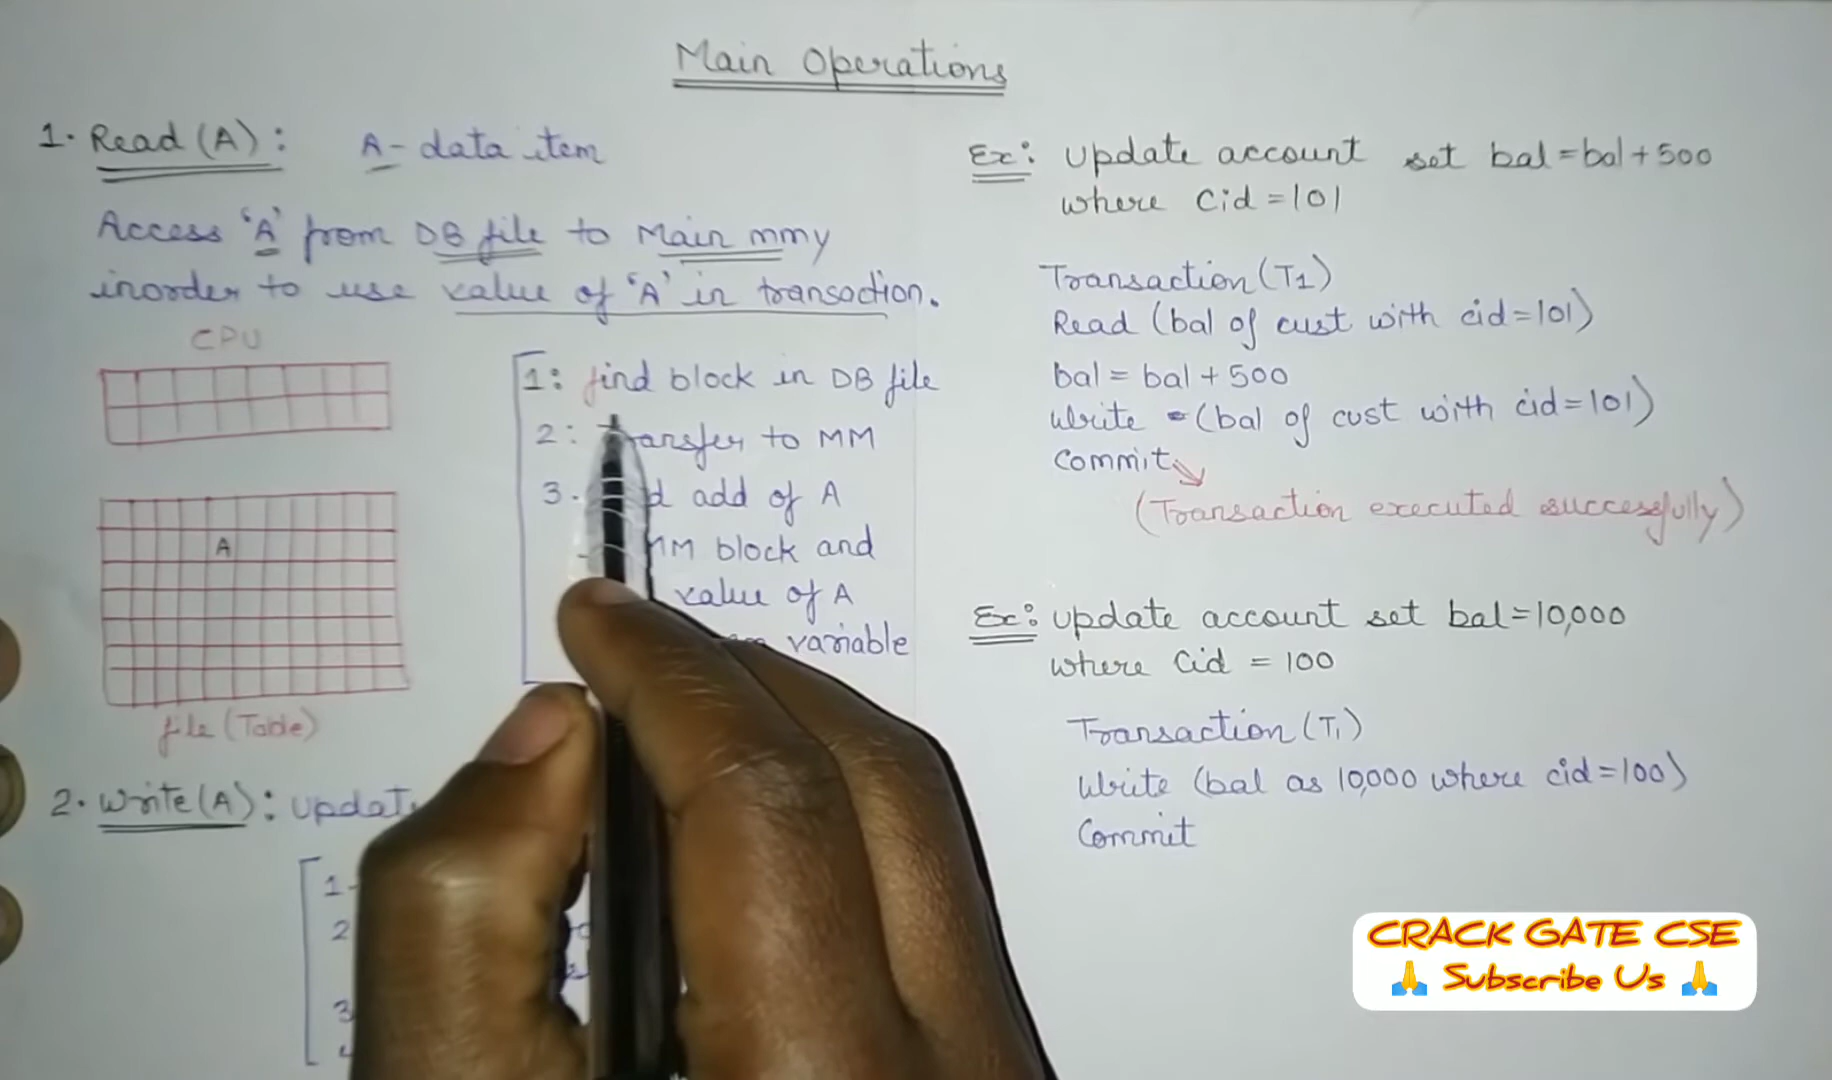 Main Operations
1. Read (A): A - data item
Access 'A' from DB file to Main mmy
inorder to use value of 'A' in transaction.
CPU
A
file (Table)
1: find block in DB file
2: Transfer to MM
3. add of A
MM block and
value of A
variable
2. Write (A):
1-
2
3
Ex: Update account set bal = bal + 500
where Cid = 101
Transaction (T1)
Read (bal of cust with cid = 101)
bal = bal + 500
Write - (bal of cust with cid = 101)
Commit
(Transaction executed successfully)
Ex: Update account set bal = 10,000
where Cid = 100
Transaction (T1)
Write (bal as 10,000 where cid = 100)
Commit
CRACK GATE CSE
🙏 Subscribe Us 🙏